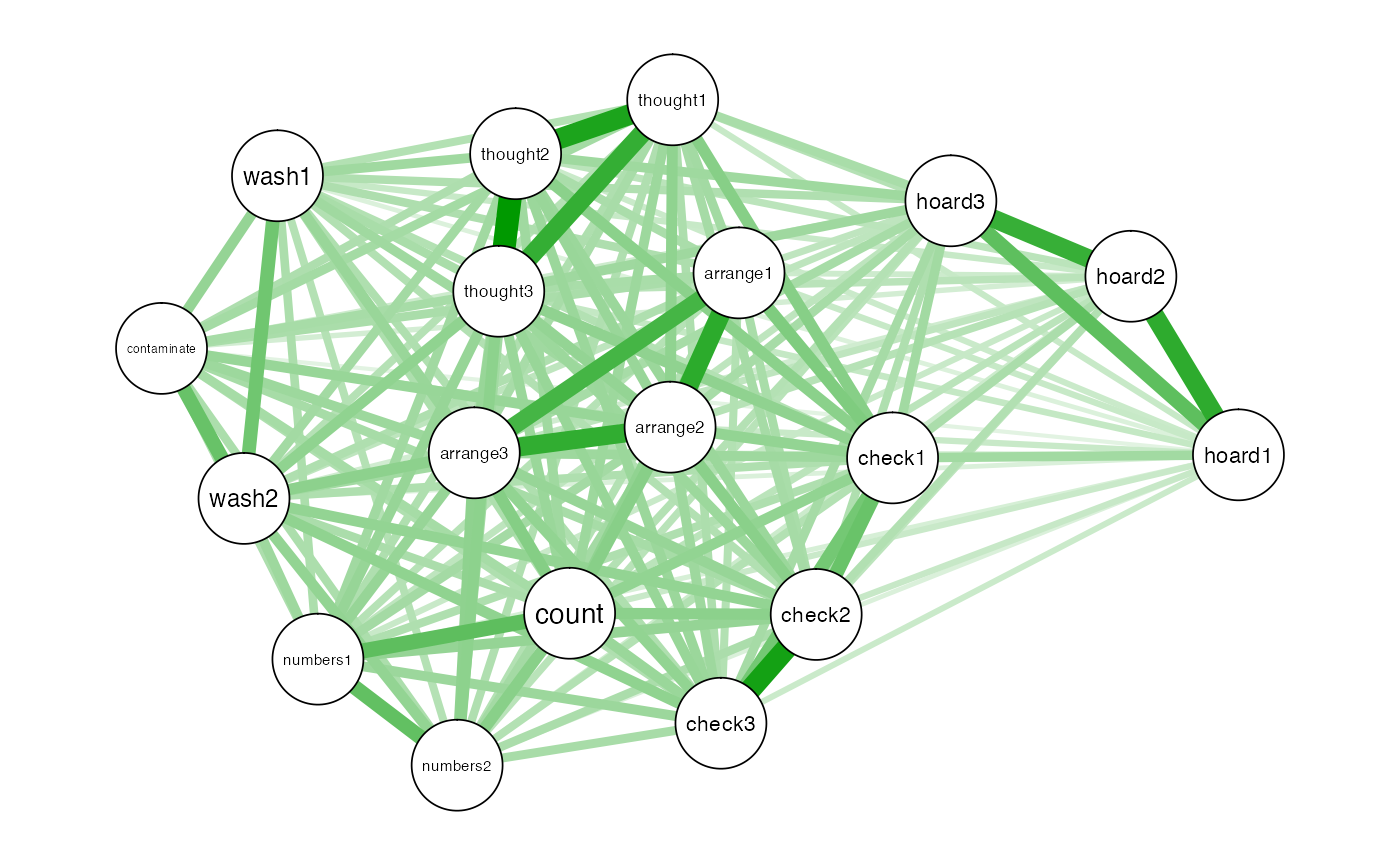 thought1
thought2
wash1
hoard3
arrange1
hoard2
thought3
contaminate
arrange2
arrange3
check1
hoard1
wash2
count
check2
numbers1
check3
numbers2